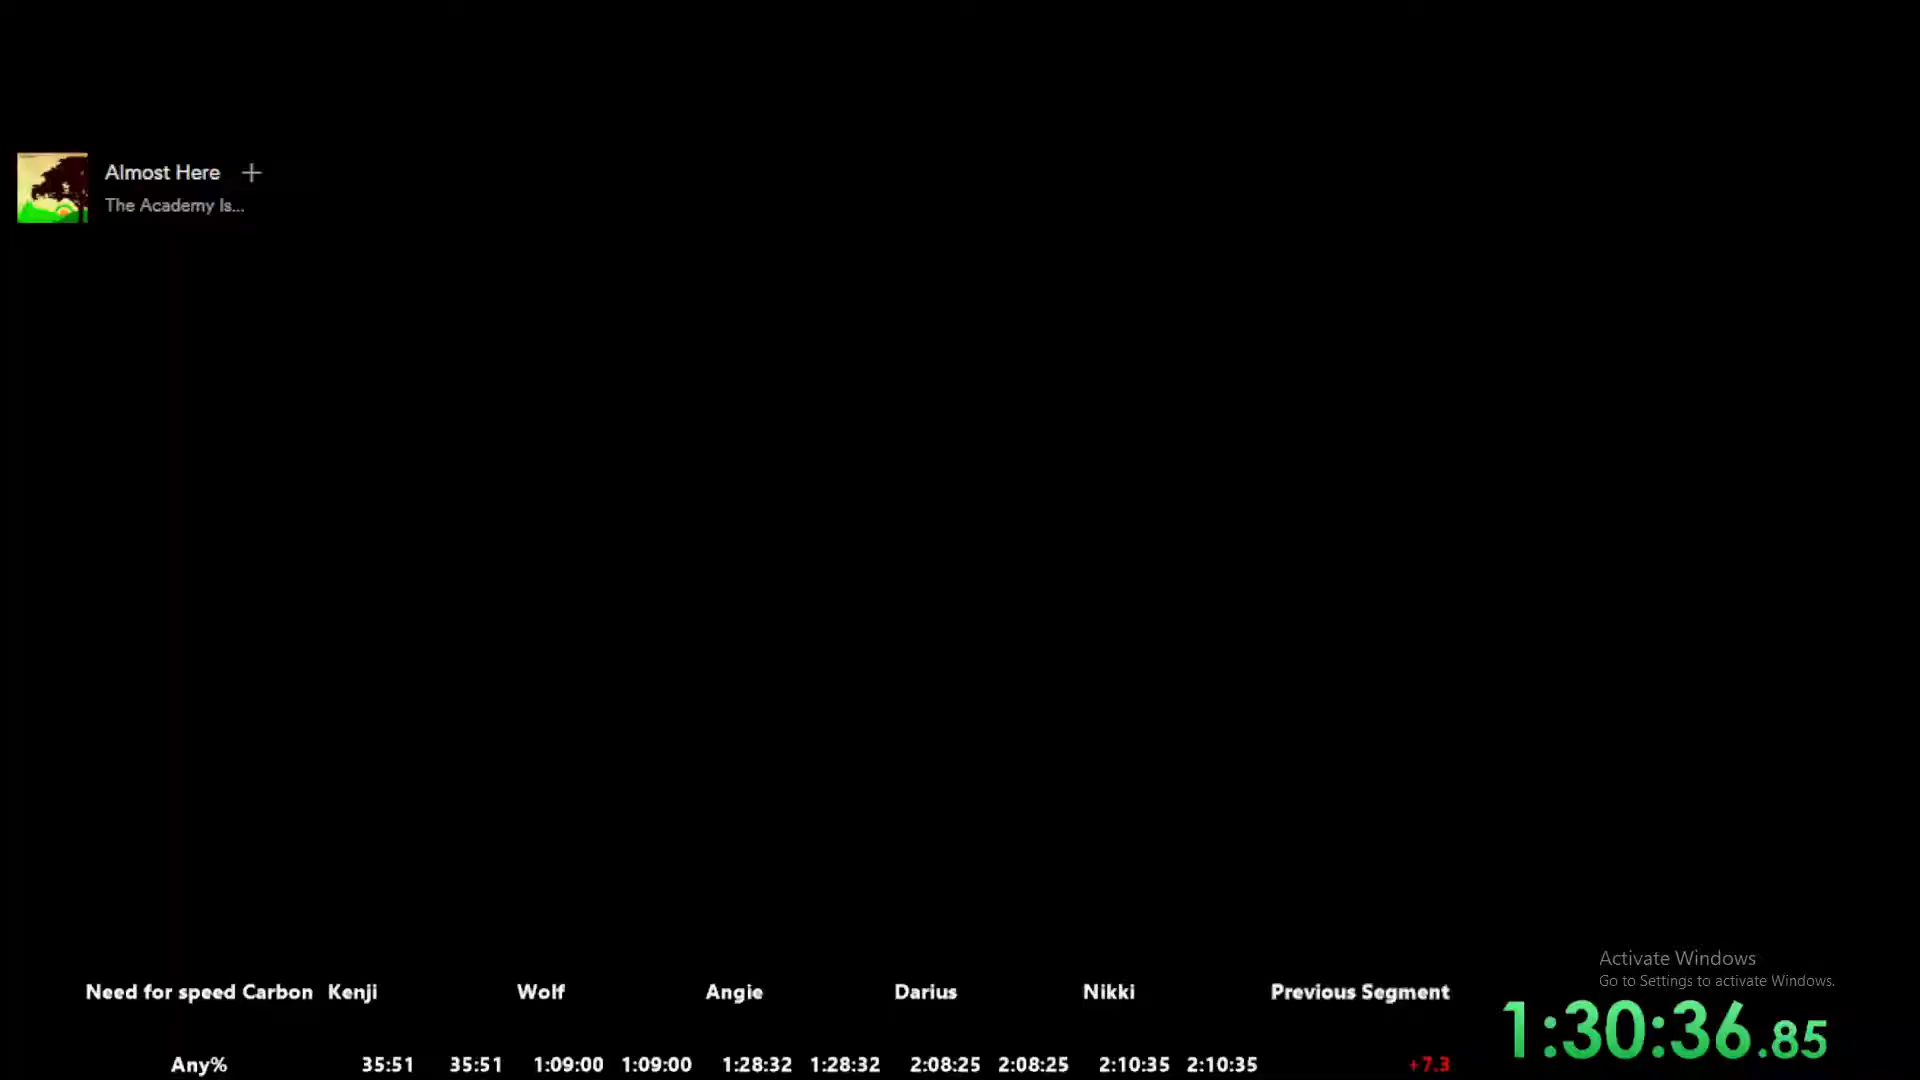 Almost Here +
The Academy Is...
Activate Windows
Go to Settings to activate Windows.
Need for speed Carbon Kenji Wolf Angie Darius Nikki Previous Segment
1:30:36.85
Any% 35:51 35:51 1:09:00 1:09:00 1:28:32 1:28:32 2:08:25 2:08:25 2:10:35 2:10:35 +7.3